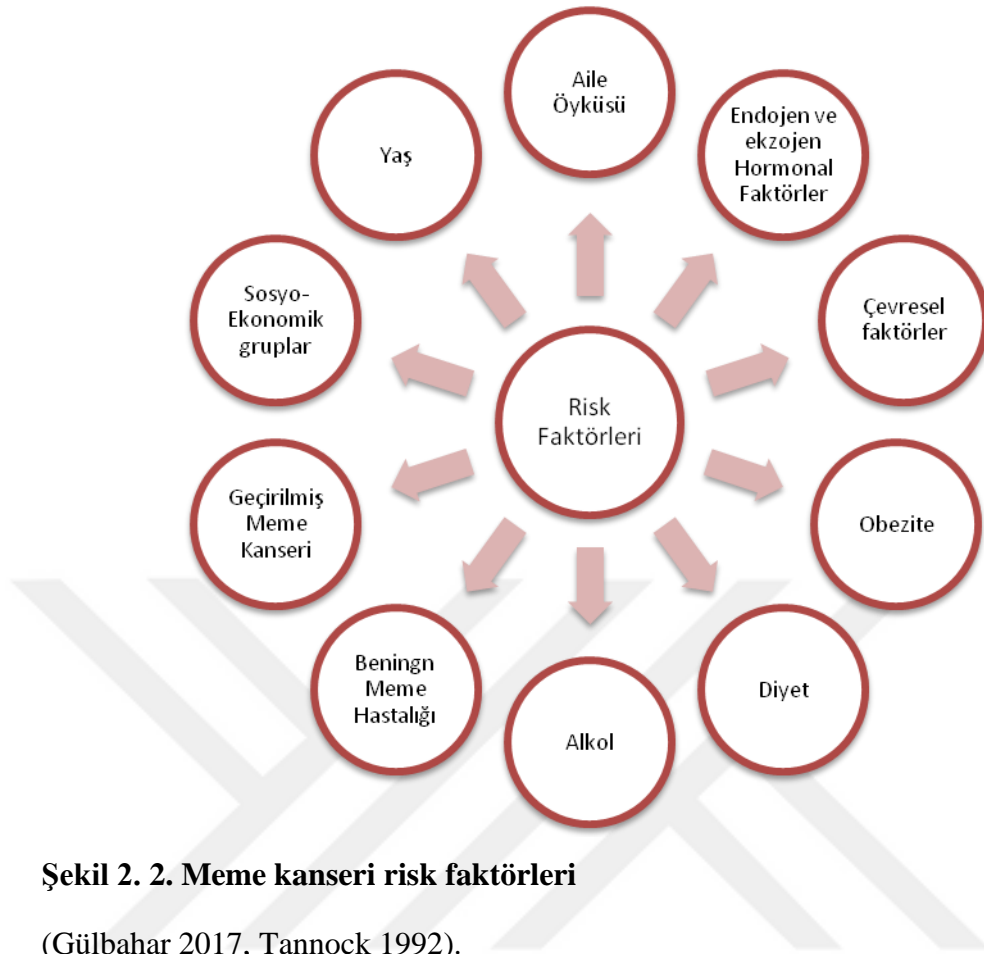 Aile
Öyküsü
Endojen ve
ekzojen
Hormonal
Faktörler
Çevresel
faktörler
Obezite
Diyet
Alkol
Beningn
Meme
Hastalığı
Geçirilmiş
Meme
Kanseri
Sosyo-
Ekonomik
gruplar
Yaş
Risk
Faktörleri
Şekil 2. 2. Meme kanseri risk faktörleri
(Gülbahar 2017, Tannock 1992).